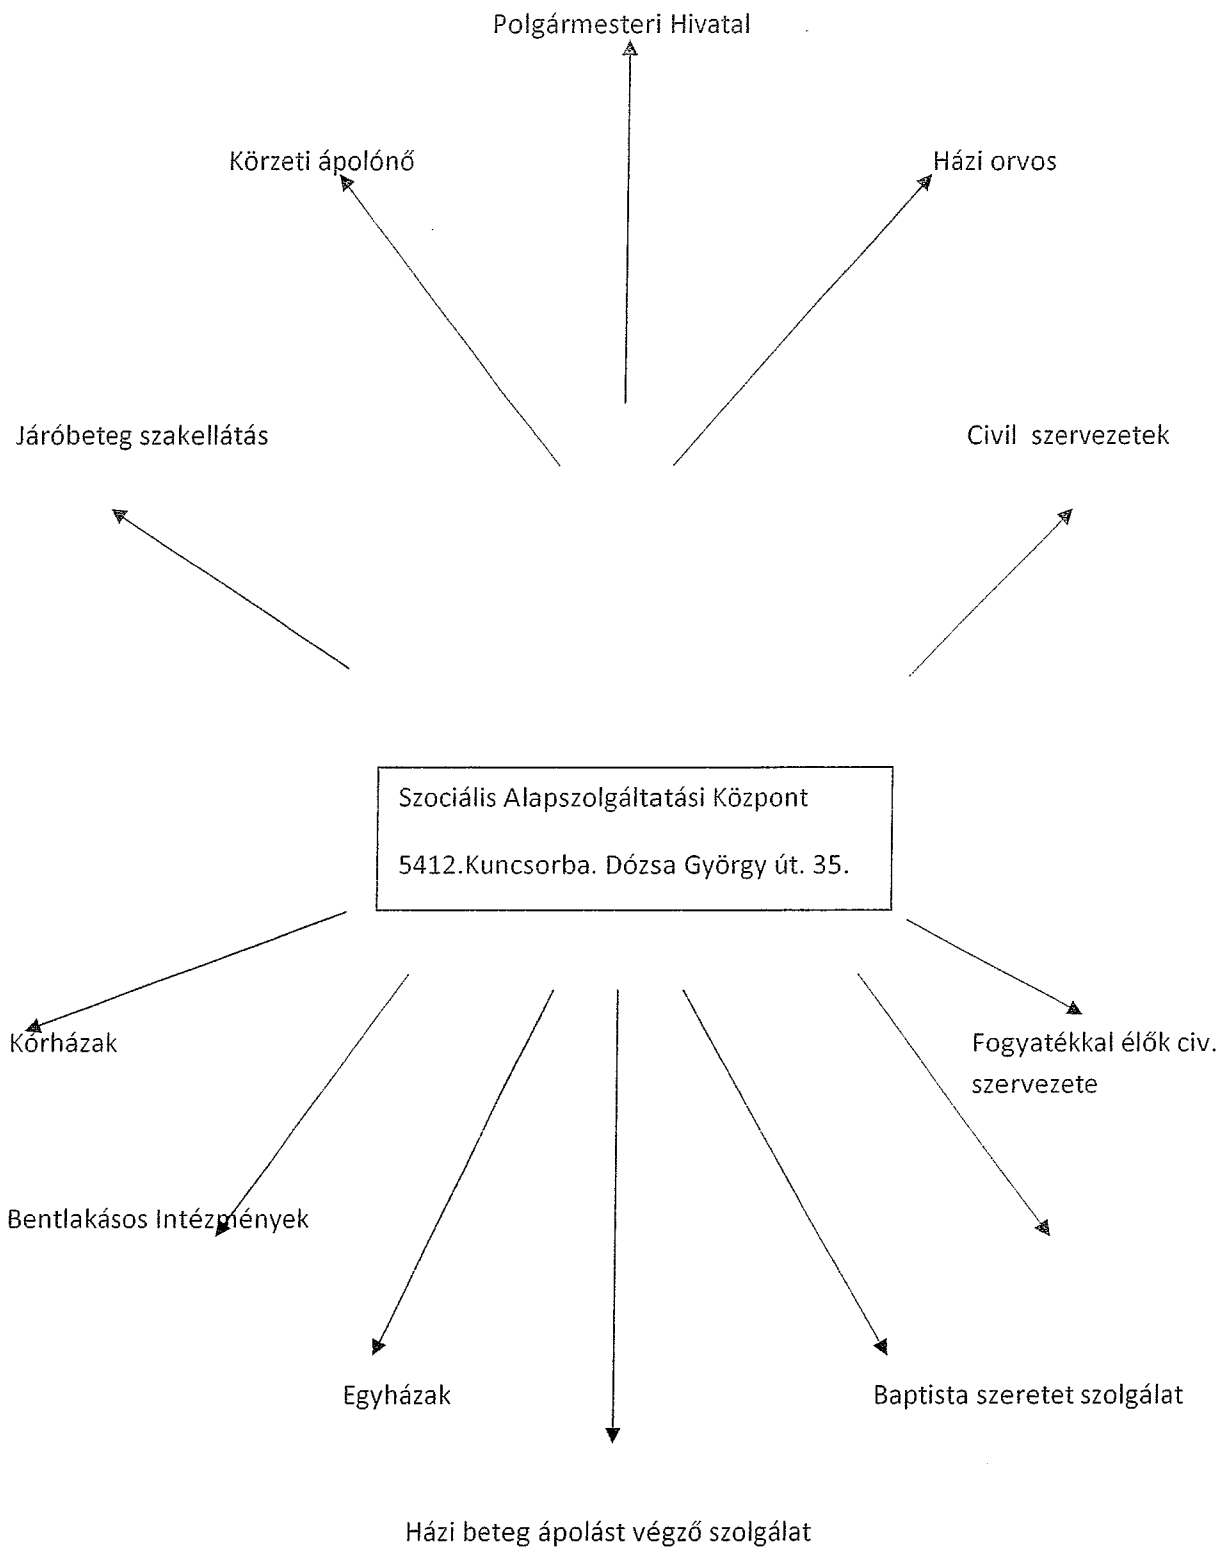 Polgármesteri Hivatal
Körzeti ápolónő
Házi orvos
Járóbeteg szakellátás
Civil szervezetek
Szociális Alapszolgáltatási Központ
5412.Kuncsorba. Dózsa György út. 35.
Kórházak
Fogyatékkal élők civ.
szervezete
Bentlakásos Intézmények
Egyházak
Baptista szeretet szolgálat
Házi beteg ápolást végző szolgálat